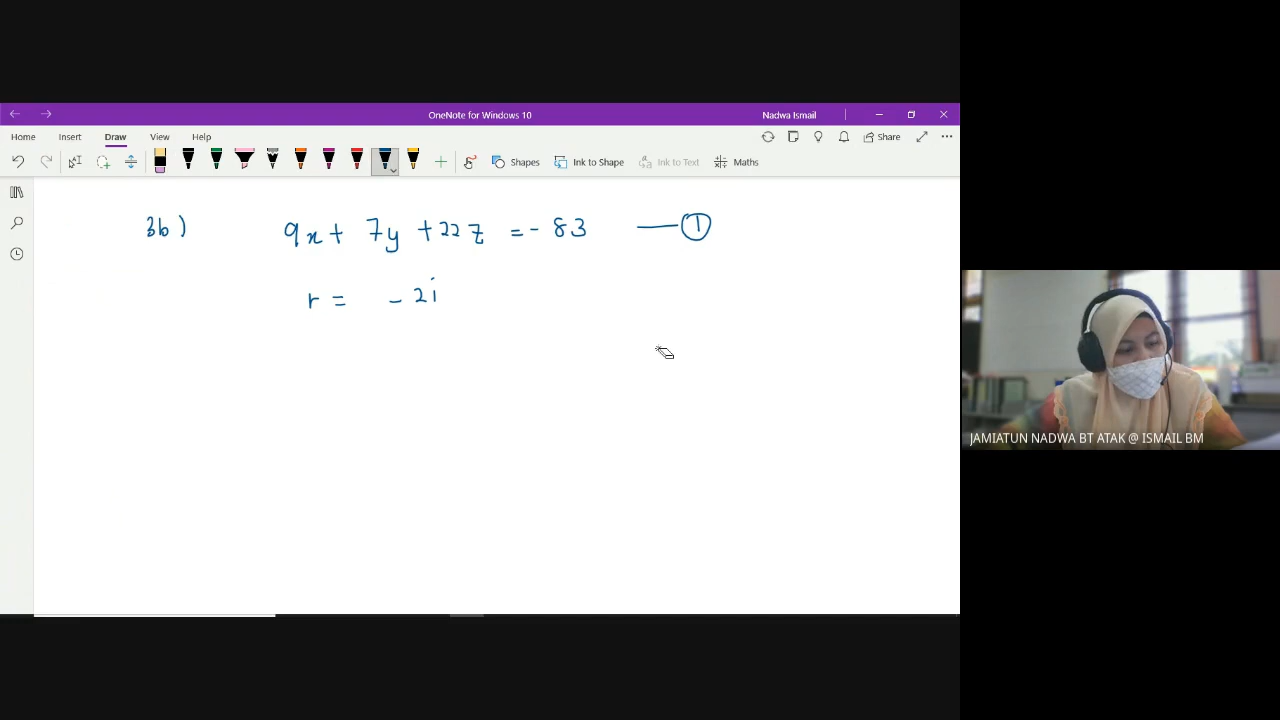 OneNote for Windows 10
Nadwa Ismail
Home Insert Draw View Help
Share
Shapes Ink to Shape Ink to Text Maths
3b) 9x + 7y + 22z = - 83 —— ①
r = - 2i
JAMIATUN NADWA BT ATAK @ ISMAIL BM